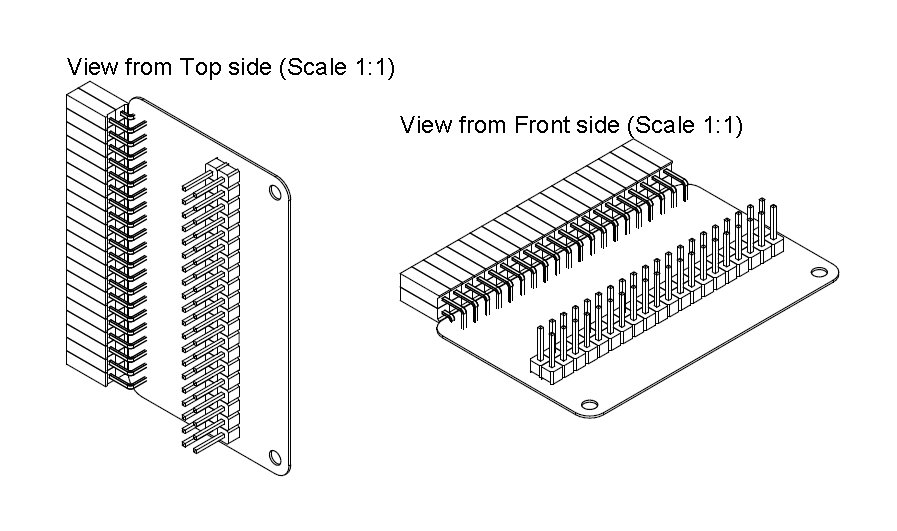 View from Top side (Scale 1:1)
View from Front side (Scale 1:1)